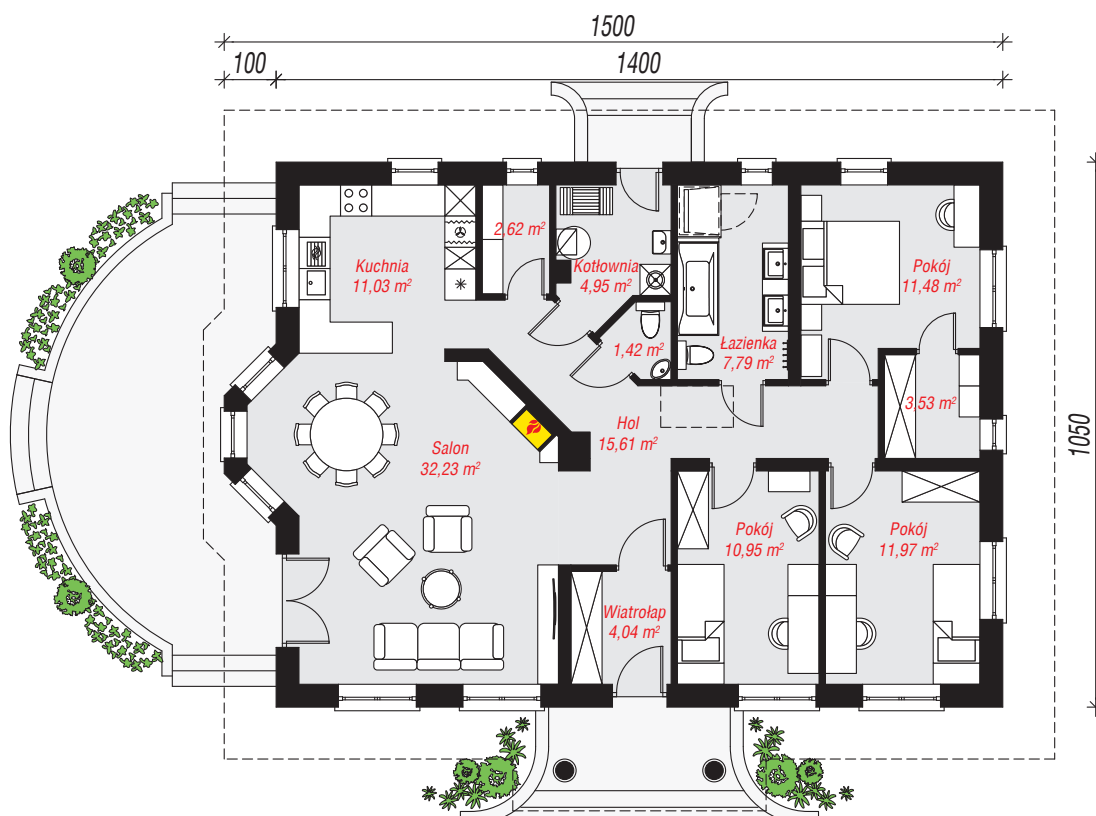 1500
100
1400
2,62 m²
Kuchnia
11,03 m²
Kotłownia
4,95 m²
Pokój
11,48 m²
1,42 m²
Łazienka
7,79 m²
3,53 m²
Hol
15,61 m²
Salon
32,23 m²
1050
Pokój
10,95 m²
Pokój
11,97 m²
Wiatrołap
4,04 m²